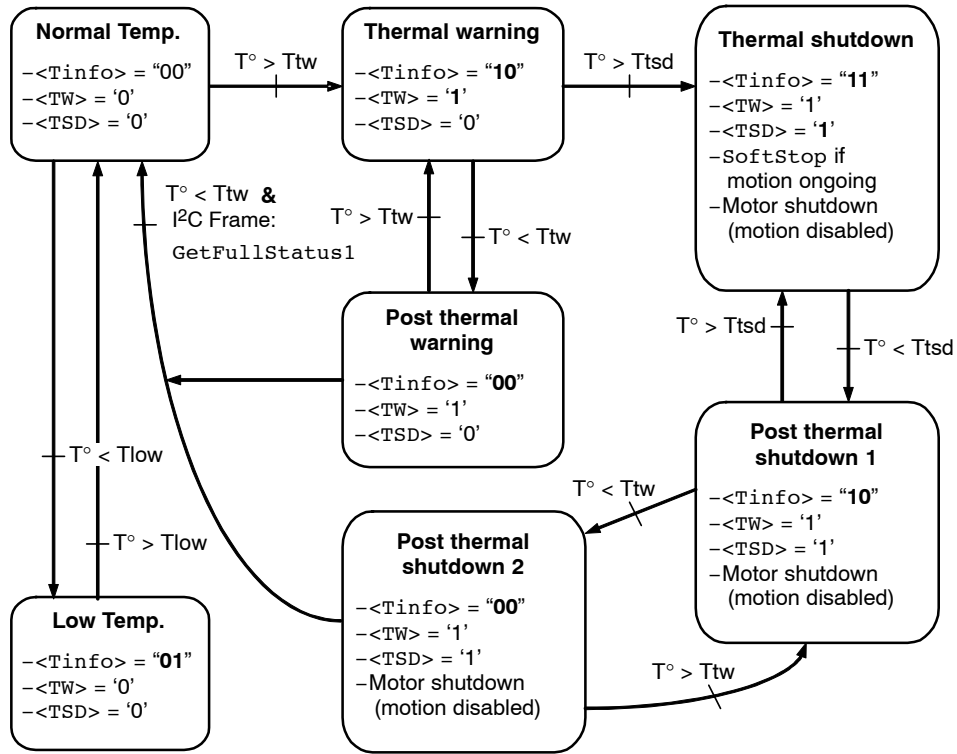 Normal Temp.
–<Tinfo> = “00”
–<TW> = ‘0’
–<TSD> = ‘0’
T° > Ttw
Thermal warning
–<Tinfo> = “10”
–<TW> = ‘1’
–<TSD> = ‘0’
T° > Ttsd
Thermal shutdown
–<Tinfo> = “11”
–<TW> = ‘1’
–<TSD> = ‘1’
–SoftStop if
motion ongoing
–Motor shutdown
(motion disabled)
T° < Ttw &
I²C Frame:
GetFullStatus1
T° > Ttw
T° < Ttw
Post thermal
warning
–<Tinfo> = “00”
–<TW> = ‘1’
–<TSD> = ‘0’
T° > Ttsd
T° < Ttsd
Post thermal
shutdown 1
–<Tinfo> = “10”
–<TW> = ‘1’
–<TSD> = ‘1’
–Motor shutdown
(motion disabled)
T° < Tlow
T° > Tlow
T° < Ttw
Post thermal
shutdown 2
–<Tinfo> = “00”
–<TW> = ‘1’
–<TSD> = ‘1’
–Motor shutdown
(motion disabled)
T° > Ttw
Low Temp.
–<Tinfo> = “01”
–<TW> = ‘0’
–<TSD> = ‘0’